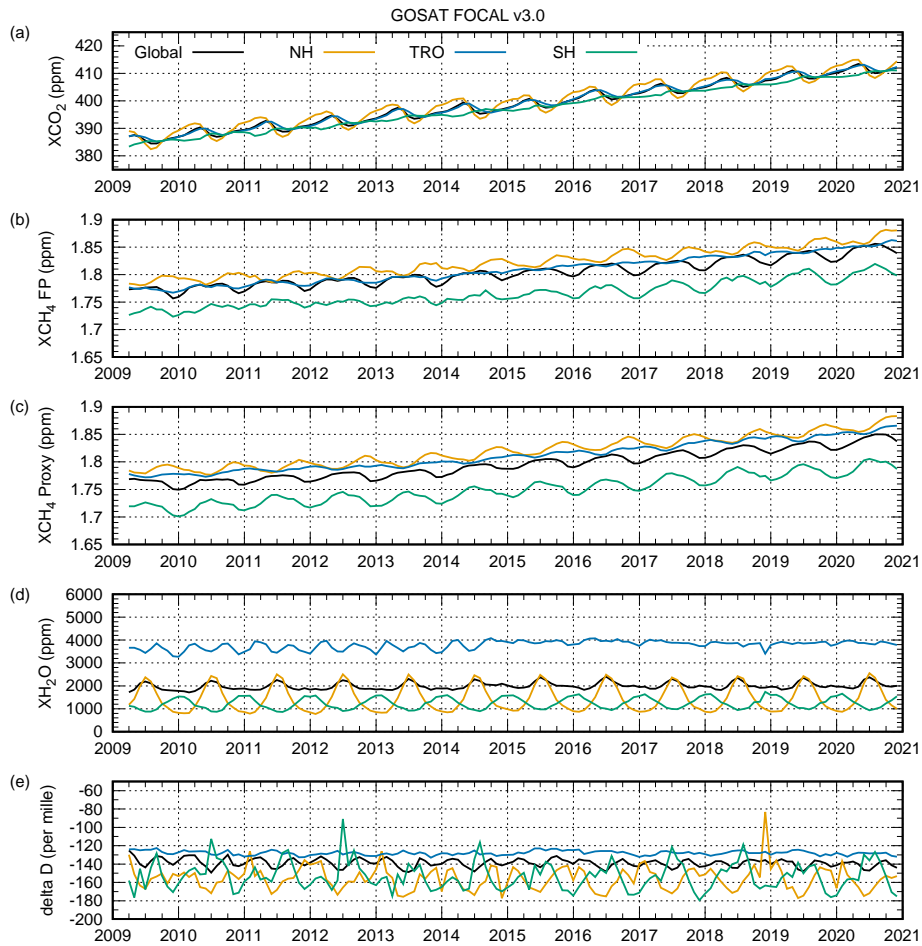 GOSAT FOCAL v3.0
(a)
Global NH TRO SH
XCO₂ (ppm)
420
410
400
390
380
2009 2010 2011 2012 2013 2014 2015 2016 2017 2018 2019 2020 2021
(b)
XCH₄ FP (ppm)
1.9
1.85
1.8
1.75
1.7
1.65
2009 2010 2011 2012 2013 2014 2015 2016 2017 2018 2019 2020 2021
(c)
XCH₄ Proxy (ppm)
1.9
1.85
1.8
1.75
1.7
1.65
2009 2010 2011 2012 2013 2014 2015 2016 2017 2018 2019 2020 2021
(d)
XH₂O (ppm)
6000
5000
4000
3000
2000
1000
0
2009 2010 2011 2012 2013 2014 2015 2016 2017 2018 2019 2020 2021
(e)
delta D (per mille)
-60
-80
-100
-120
-140
-160
-180
-200
2009 2010 2011 2012 2013 2014 2015 2016 2017 2018 2019 2020 2021